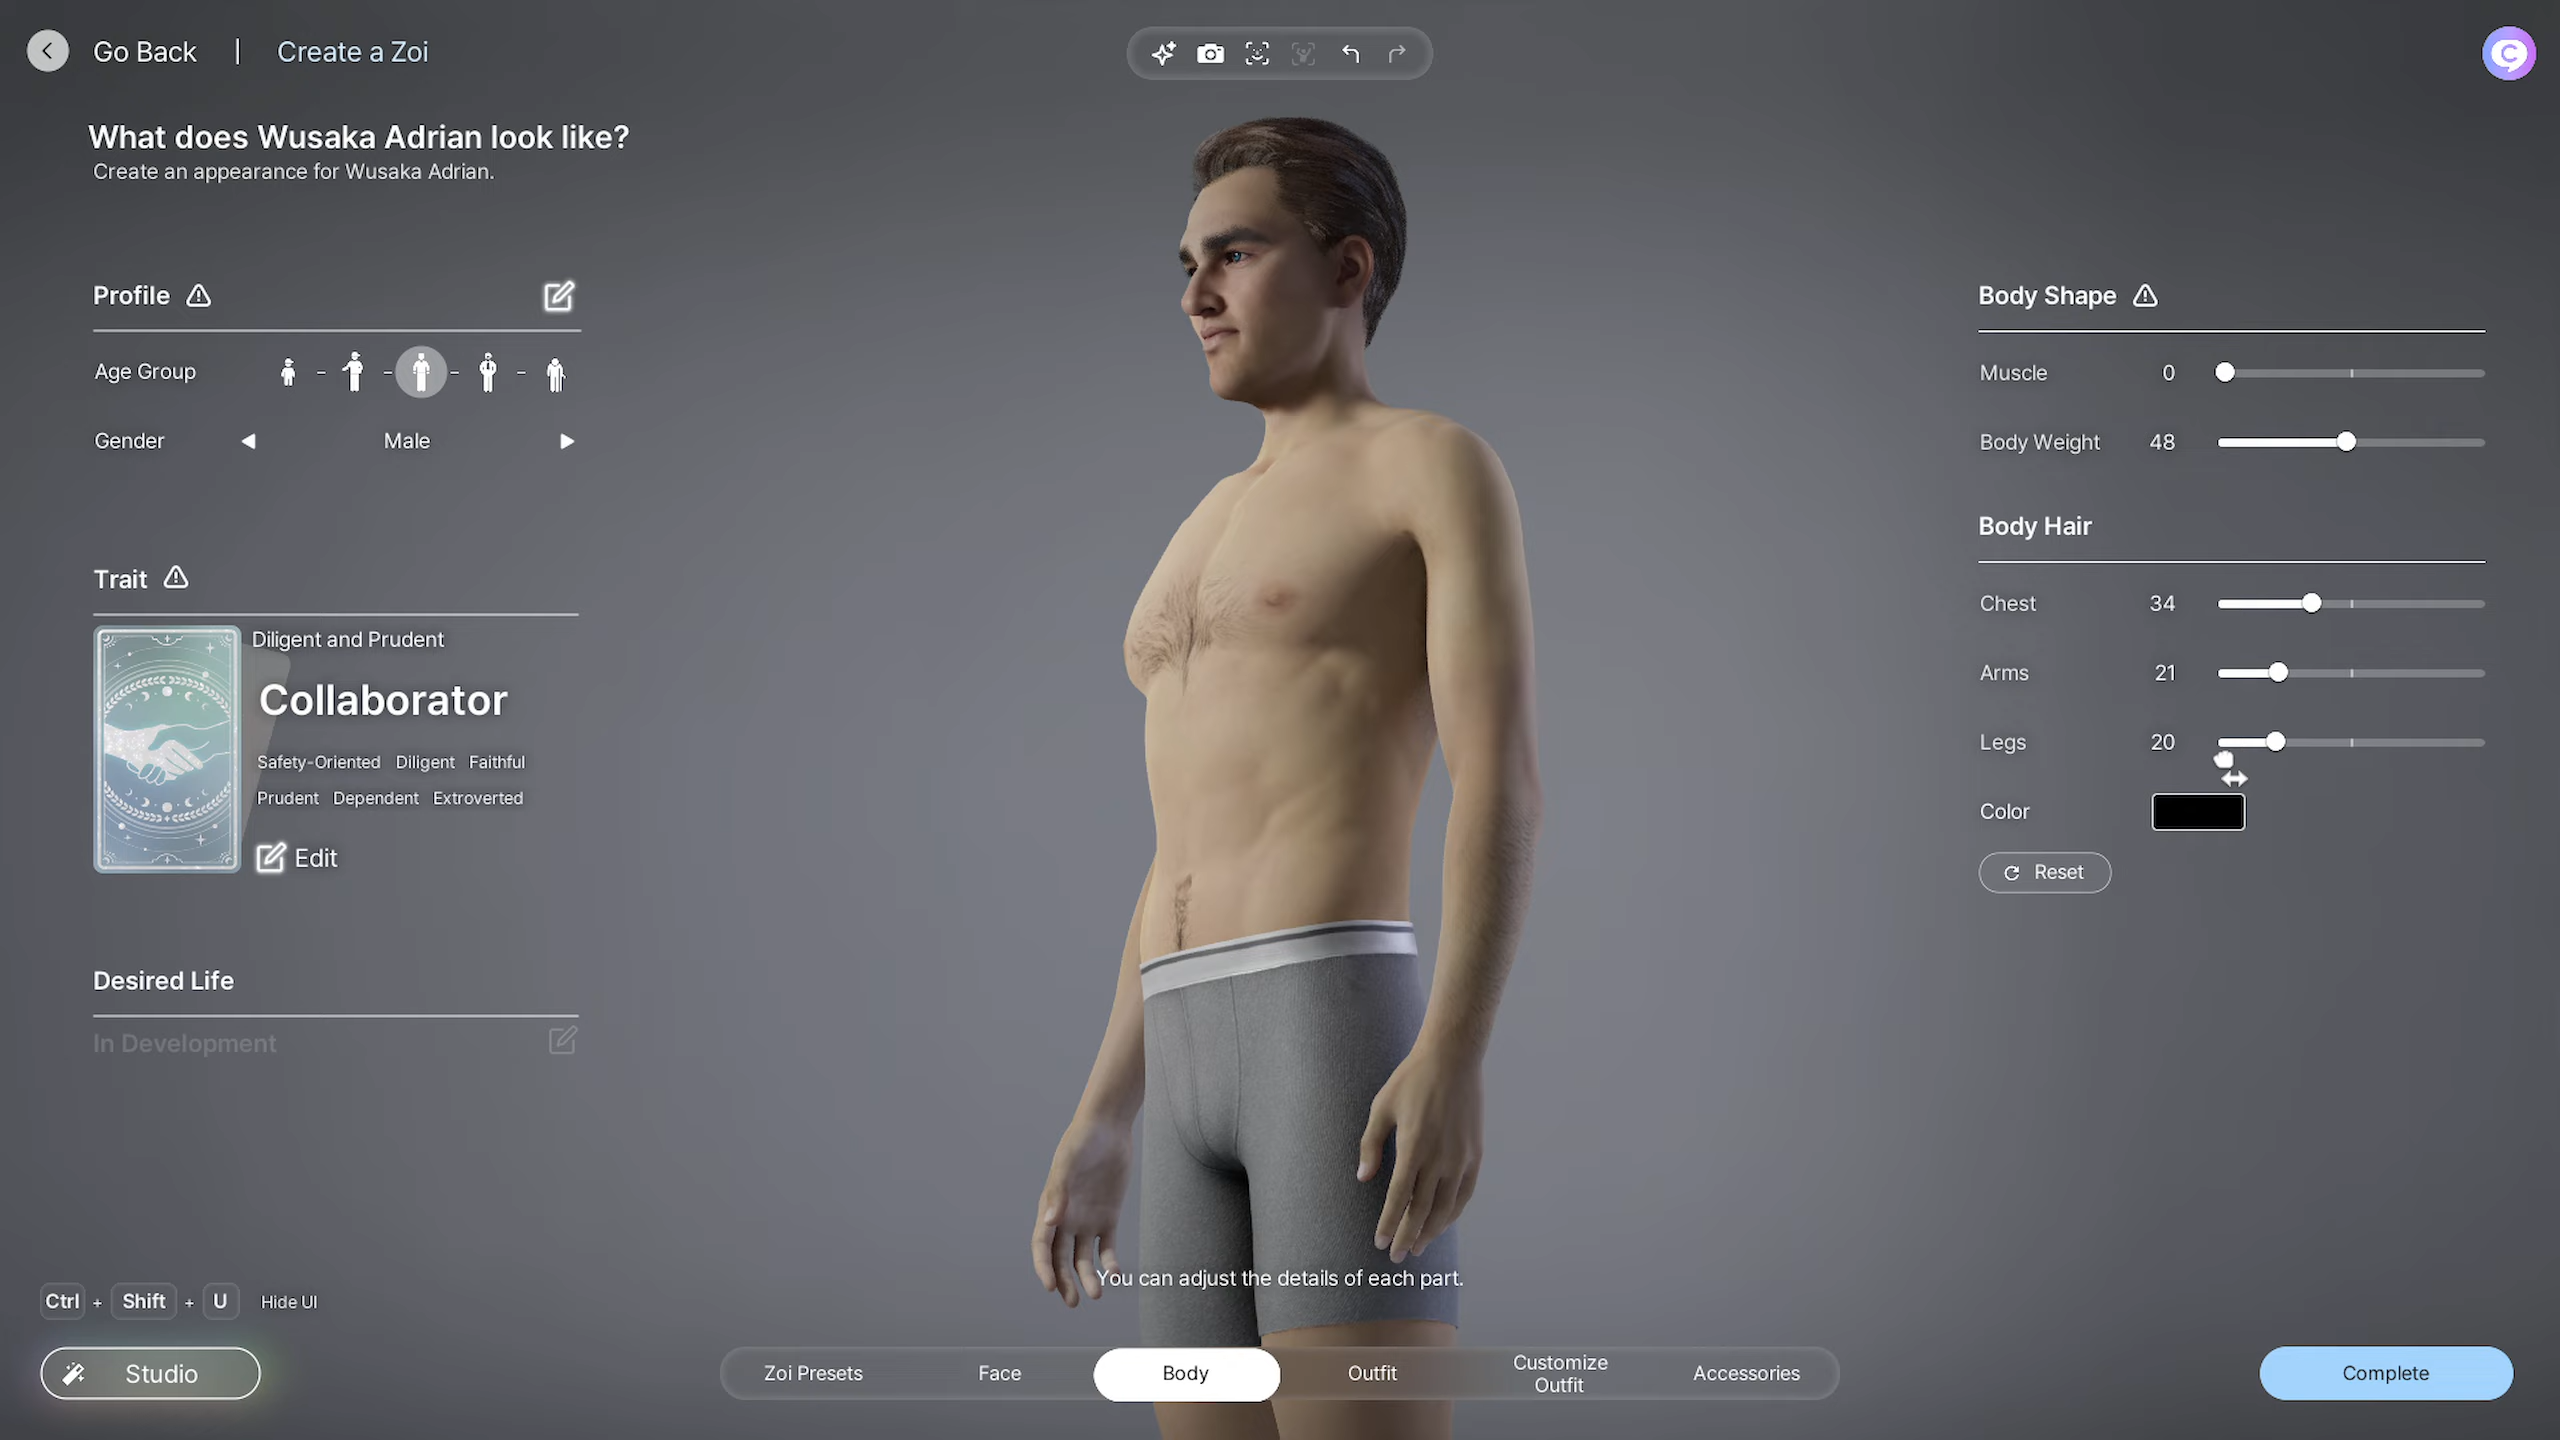 Go Back | Create a Zoi
What does Wusaka Adrian look like?
Create an appearance for Wusaka Adrian.
Profile
Age Group
Gender
Male
Trait
Diligent and Prudent
Collaborator
Safety-Oriented Diligent Faithful
Prudent Dependent Extroverted
Edit
Desired Life
In Development
Ctrl + Shift + U Hide UI
Studio
Body Shape
Muscle 0
Body Weight 48
Body Hair
Chest 34
Arms 21
Legs 20
Color
Reset
You can adjust the details of each part.
Zoi Presets
Face
Body
Outfit
Customize
Outfit
Accessories
Complete